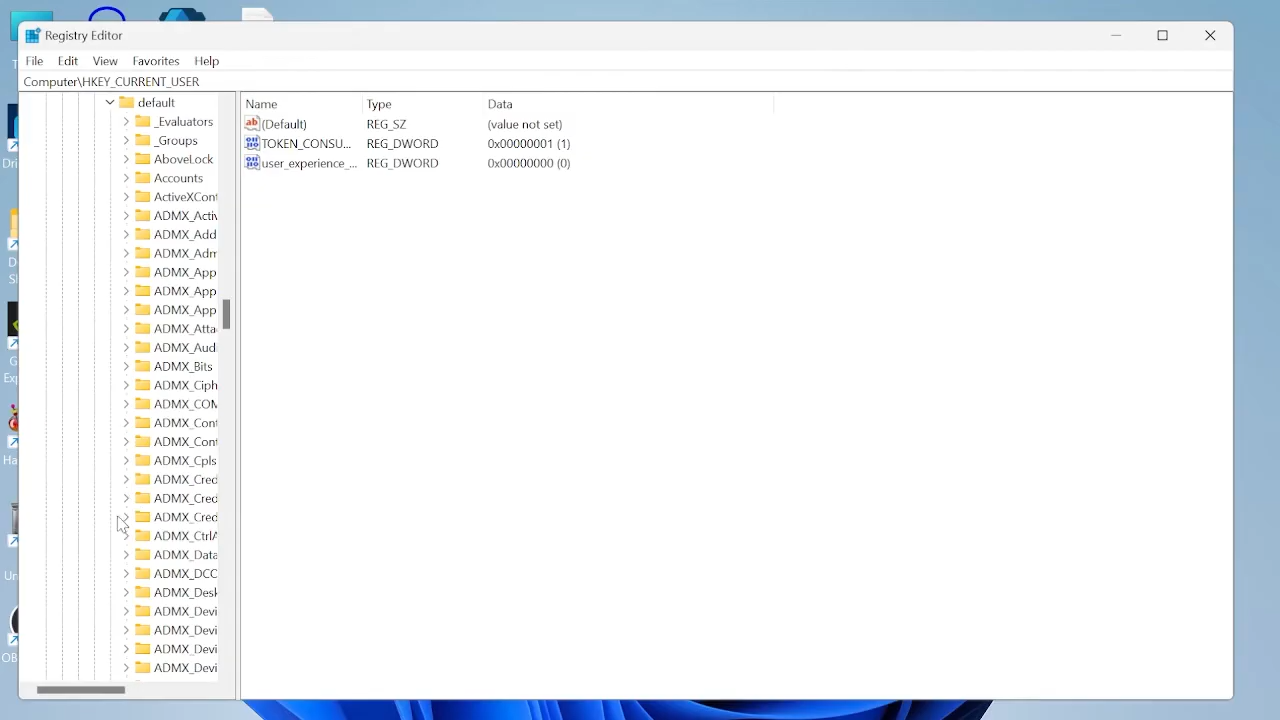 Registry Editor
File Edit View Favorites Help
Computer\HKEY_CURRENT_USER
default
_Evaluators
_Groups
AboveLock
Accounts
ActiveXCont
ADMX_Activ
ADMX_Add
ADMX_Adm
ADMX_App
ADMX_App
ADMX_App
ADMX_Atta
ADMX_Audi
ADMX_Bits
ADMX_Ciph
ADMX_COM
ADMX_Cont
ADMX_Cont
ADMX_Cpls
ADMX_Cred
ADMX_Cred
ADMX_Cred
ADMX_CtrlA
ADMX_Data
ADMX_DCO
ADMX_Desk
ADMX_Devi
ADMX_Devi
ADMX_Devi
ADMX_Devi
Name Type Data
(Default) REG_SZ (value not set)
TOKEN_CONSU... REG_DWORD 0x00000001 (1)
user_experience_... REG_DWORD 0x00000000 (0)